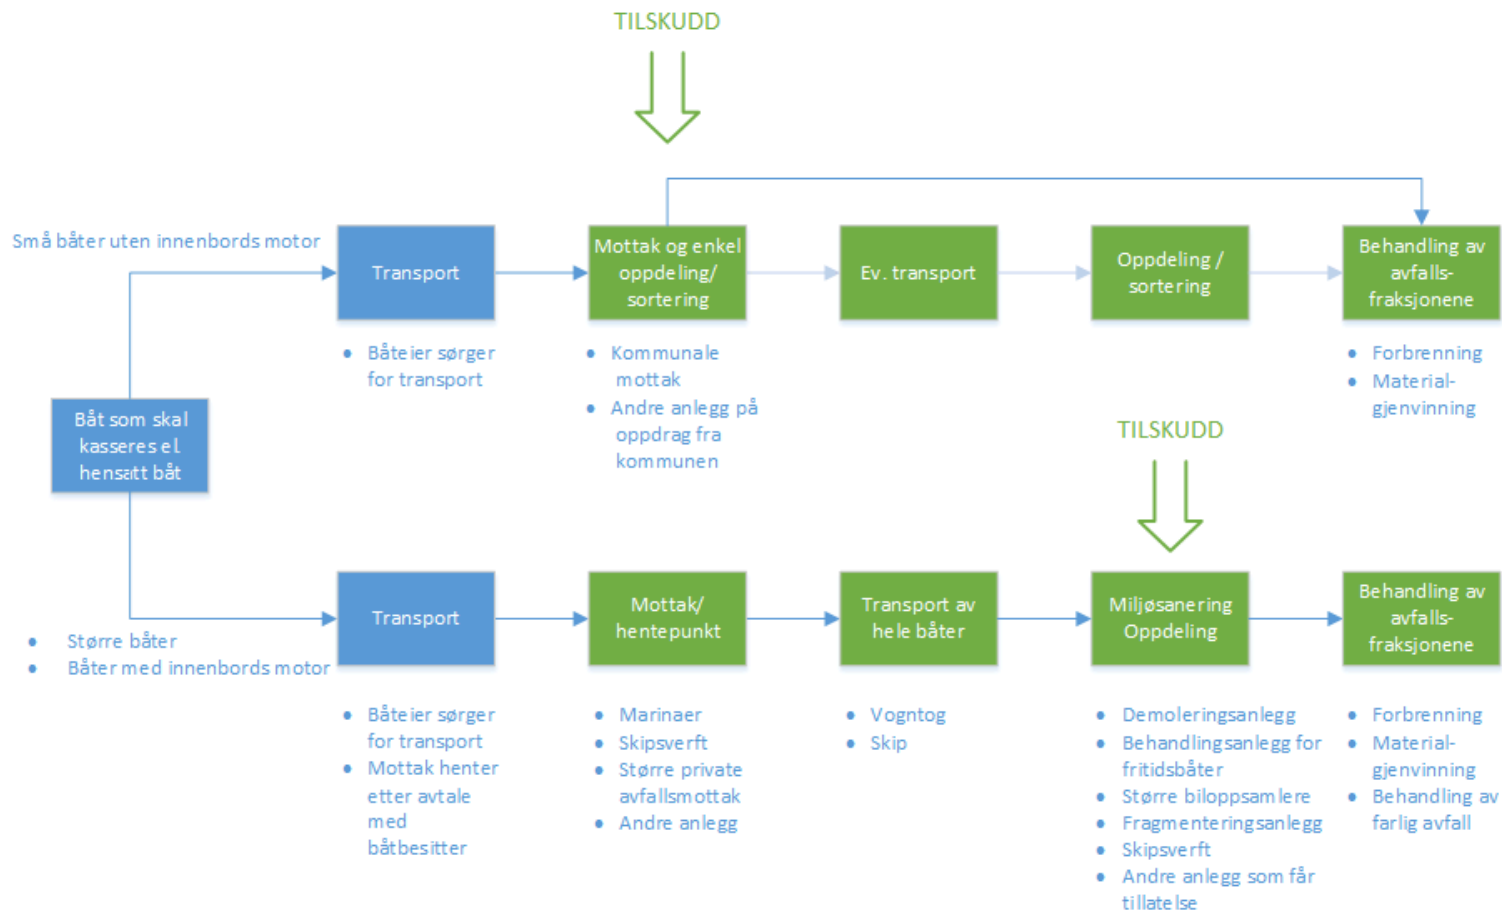 TILSKUDD
Små båter uten innenbords motor
Transport
Mottak og enkel
oppdeling/
sortering
Ev. transport
Oppdeling /
sortering
Behandling av
avfalls-
fraksjonene
• Båteier sørger
for transport
• Kommunale
mottak
• Andre anlegg på
oppdrag fra
kommunen
• Forbrenning
• Material-
gjenvinning
Båt som skal
kasseres el.
hensatt båt
TILSKUDD
• Større båter
• Båter med innenbords motor
Transport
Mottak/
hentepunkt
Transport av
hele båter
Miljøsanering
Oppdeling
Behandling av
avfalls-
fraksjonene
• Båteier sørger
for transport
• Mottak henter
etter avtale
med
båtbesitter
• Marinaer
• Skipsverft
• Større private
avfallsmottak
• Andre anlegg
• Vogntog
• Skip
• Demoleringsanlegg
• Behandlingsanlegg for
fritidsbåter
• Større biloppsamlere
• Fragmenteringsanlegg
• Skipsverft
• Andre anlegg som får
tillatelse
• Forbrenning
• Material-
gjenvinning
• Behandling av
farlig avfall